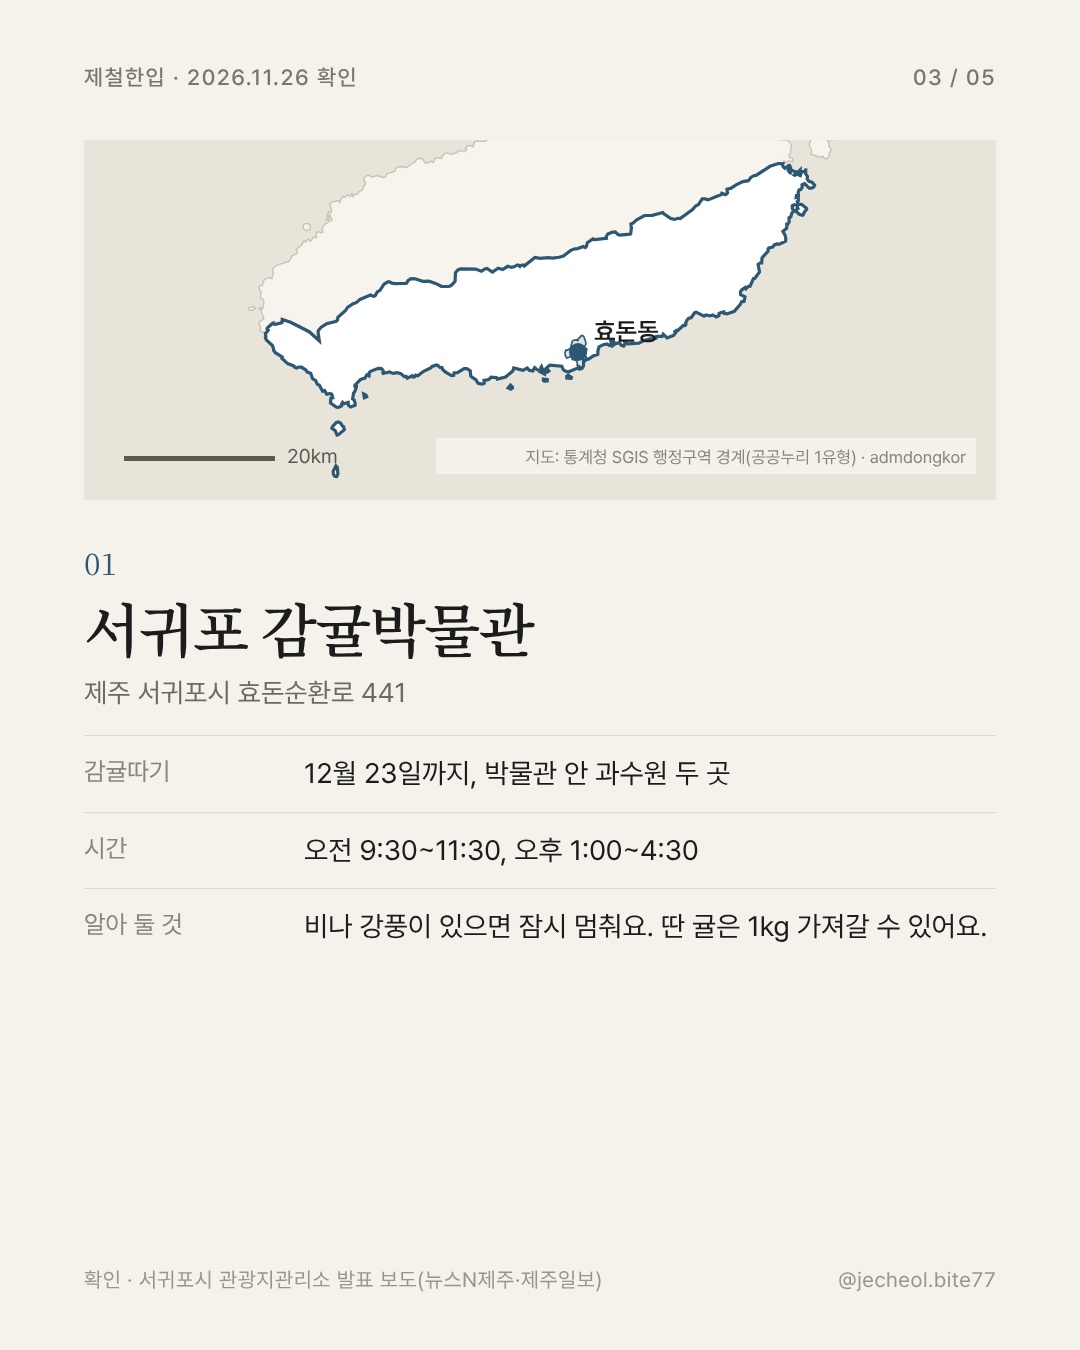 제철한입 · 2026.11.26 확인
03 / 05
효돈동
20km
지도: 통계청 SGIS 행정구역 경계(공공누리 1유형) · admdongkor
01
서귀포 감귤박물관
제주 서귀포시 효돈순환로 441
감귤따기
12월 23일까지, 박물관 안 과수원 두 곳
시간
오전 9:30~11:30, 오후 1:00~4:30
알아 둘 것
비나 강풍이 있으면 잠시 멈춰요. 딴 귤은 1kg 가져갈 수 있어요.
확인 · 서귀포시 관광지관리소 발표 보도(뉴스N제주·제주일보)
@jecheol.bite77